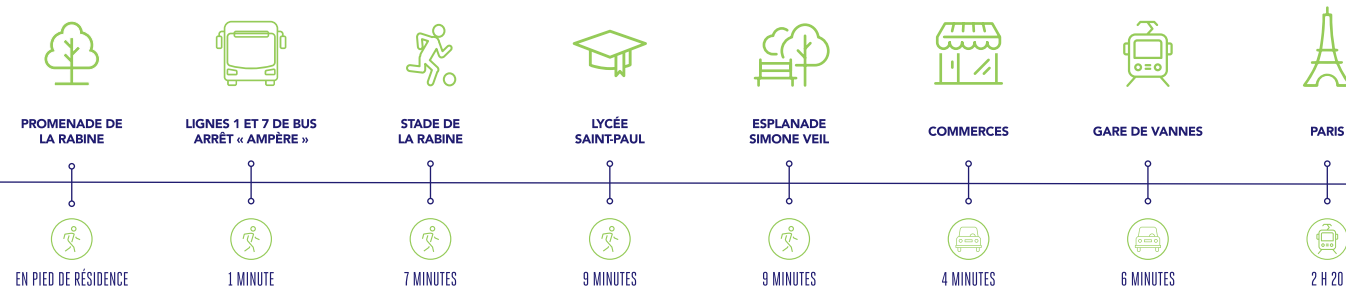 PROMENADE DE
LA RABINE
LIGNES 1 ET 7 DE BUS
ARRÊT « AMPÈRE »
STADE DE
LA RABINE
LYCÉE
SAINT-PAUL
ESPLANADE
SIMONE VEIL
COMMERCES
GARE DE VANNES
PARIS
EN PIED DE RÉSIDENCE
1 MINUTE
7 MINUTES
9 MINUTES
9 MINUTES
4 MINUTES
6 MINUTES
2 H 20